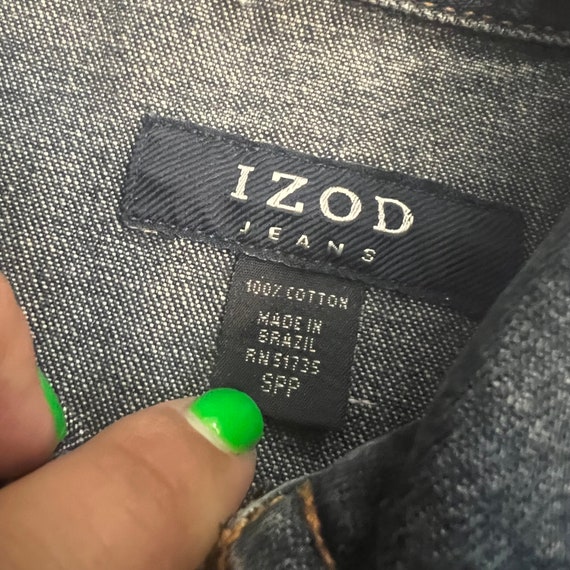 IZOD
JEANS
100% COTTON
MADE IN
BRAZIL
RN51735
SPP